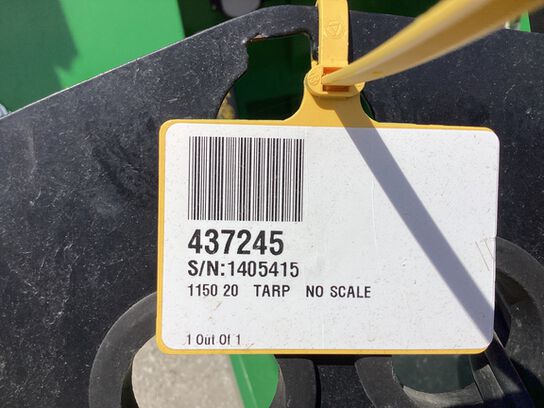 437245
S/N:1405415
1150 20 TARP NO SCALE
1 Out Of 1